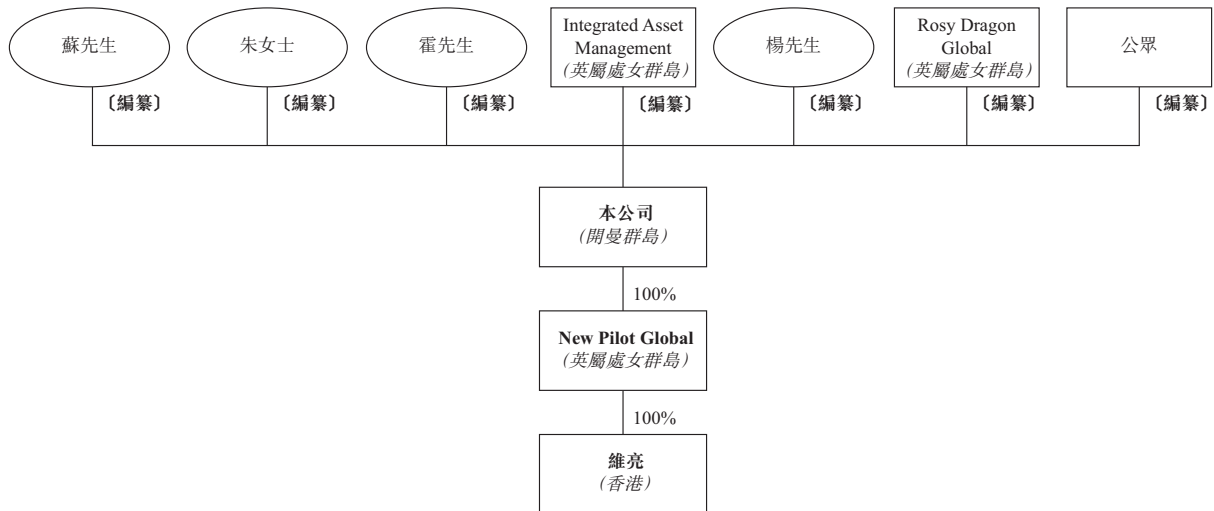 蘇先生
朱女士
霍先生
Integrated Asset
Management
(英屬處女群島)
楊先生
Rosy Dragon
Global
(英屬處女群島)
公眾
〔編纂〕
〔編纂〕
〔編纂〕
〔編纂〕
〔編纂〕
〔編纂〕
〔編纂〕
本公司
(開曼群島)
100%
New Pilot Global
(英屬處女群島)
100%
維亮
(香港)